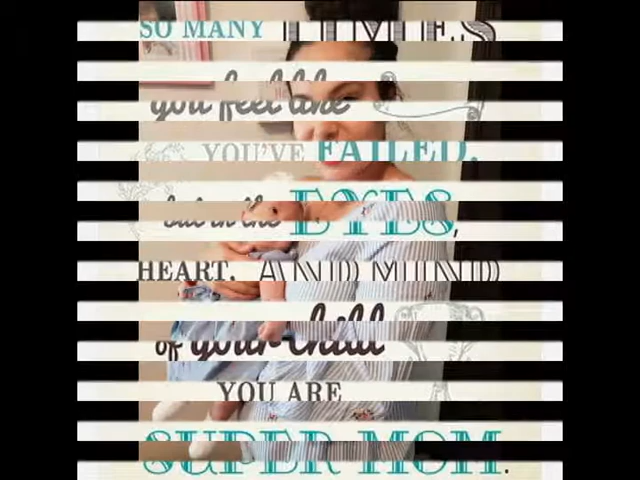 SO MANY TIMES
you feel like
YOU'VE FAILED,
but in the EYES,
HEART, AND MIND
of your child
YOU ARE
SUPER MOM.